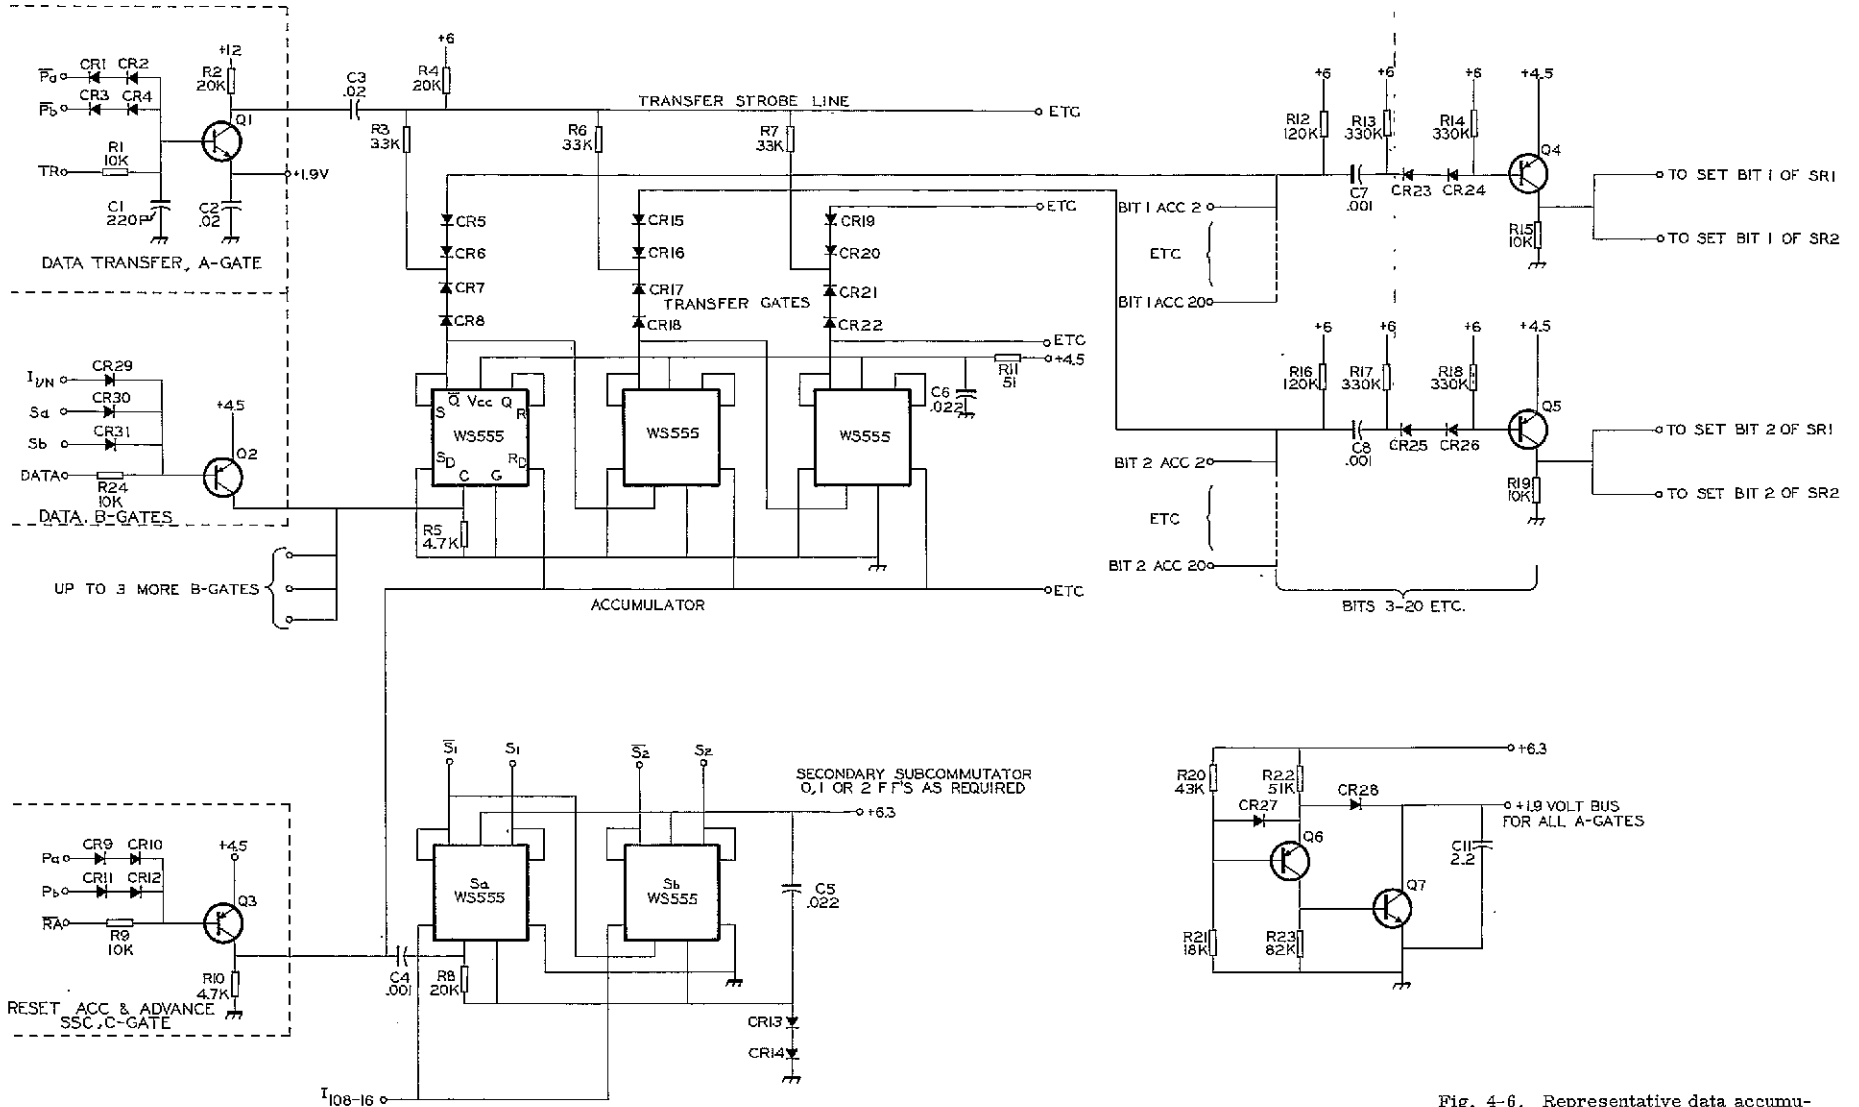 +12
R2
20K
P̅a
CR1
CR2
P̅b
CR3
CR4
Q1
R1
10K
TR
+1.9V
C1
220P
C2
.02
DATA TRANSFER, A-GATE
C3
.02
+6
R4
20K
TRANSFER STROBE LINE
ETC
R3
33K
R6
33K
R7
33K
CR5
CR6
CR7
CR8
CR15
CR16
CR17
CR18
CR19
CR20
CR21
CR22
ETC
TRANSFER GATES
ETC
R11
51
+4.5
C6
.022
Q̅ Vcc Q
S
R
WS555
SD
RD
C
G
WS555
WS555
R5
4.7K
ACCUMULATOR
ETC
CR29
CR30
CR31
I1/N
Sa
Sb
DATA
R24
10K
+4.5
Q2
DATA, B-GATES
UP TO 3 MORE B-GATES
+6
+6
+6
+4.5
R12
120K
R13
330K
R14
330K
Q4
C7
.001
CR23
CR24
R15
10K
BIT 1 ACC 2
ETC
BIT 1 ACC 20
TO SET BIT 1 OF SR1
TO SET BIT 1 OF SR2
+6
+6
+6
+4.5
R16
120K
R17
330K
R18
330K
Q5
C8
.001
CR25
CR26
R19
10K
BIT 2 ACC 2
ETC
BIT 2 ACC 20
TO SET BIT 2 OF SR1
TO SET BIT 2 OF SR2
BITS 3-20 ETC.
Pa
CR9
CR10
Pb
CR11
CR12
R̅A̅
R9
10K
+4.5
Q3
R10
4.7K
RESET ACC & ADVANCE
SSC, C-GATE
S̅1
S1
S̅2
S2
SECONDARY SUBCOMMUTATOR
0, 1 OR 2 FF'S AS REQUIRED
+6.3
Sa
WS555
Sb
WS555
C5
.022
C4
.001
R8
20K
CR13
CR14
I108-16
+6.3
R20
43K
R22
51K
CR27
CR28
Q6
+1.9 VOLT BUS
FOR ALL A-GATES
C11
2.2
Q7
R21
18K
R23
82K
Fig. 4-6. Representative data accumu-